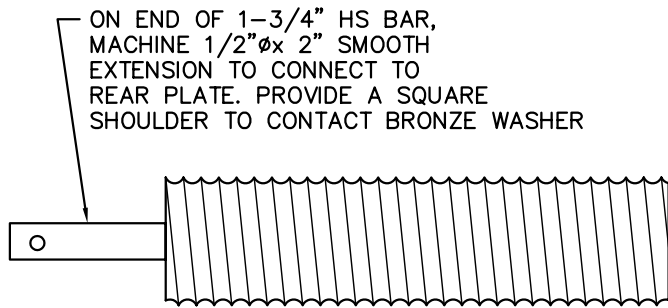 ON END OF 1-3/4" HS BAR,
MACHINE 1/2"øx 2" SMOOTH
EXTENSION TO CONNECT TO
REAR PLATE. PROVIDE A SQUARE
SHOULDER TO CONTACT BRONZE WASHER